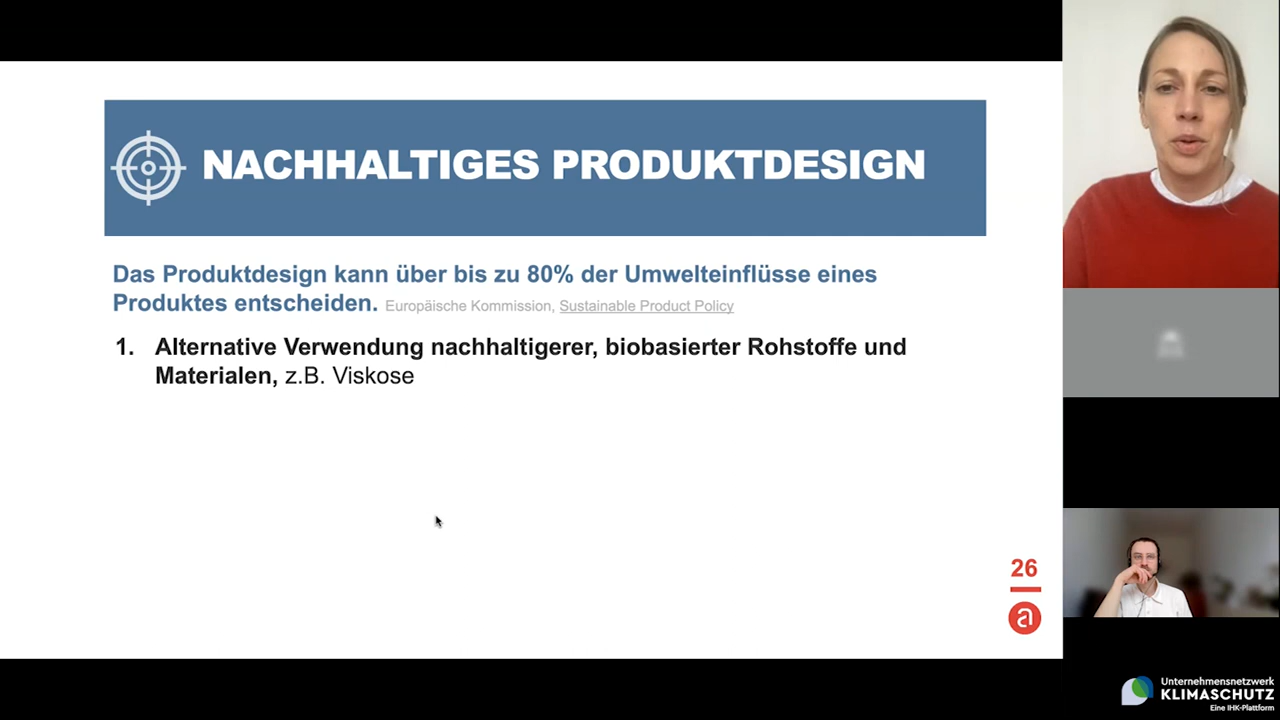 NACHHALTIGES PRODUKTDESIGN
Das Produktdesign kann über bis zu 80% der Umwelteinflüsse eines
Produktes entscheiden. Europäische Kommission, Sustainable Product Policy
1. Alternative Verwendung nachhaltigerer, biobasierter Rohstoffe und
Materialen, z.B. Viskose
26
a
Unternehmensnetzwerk
KLIMASCHUTZ
Eine IHK-Plattform